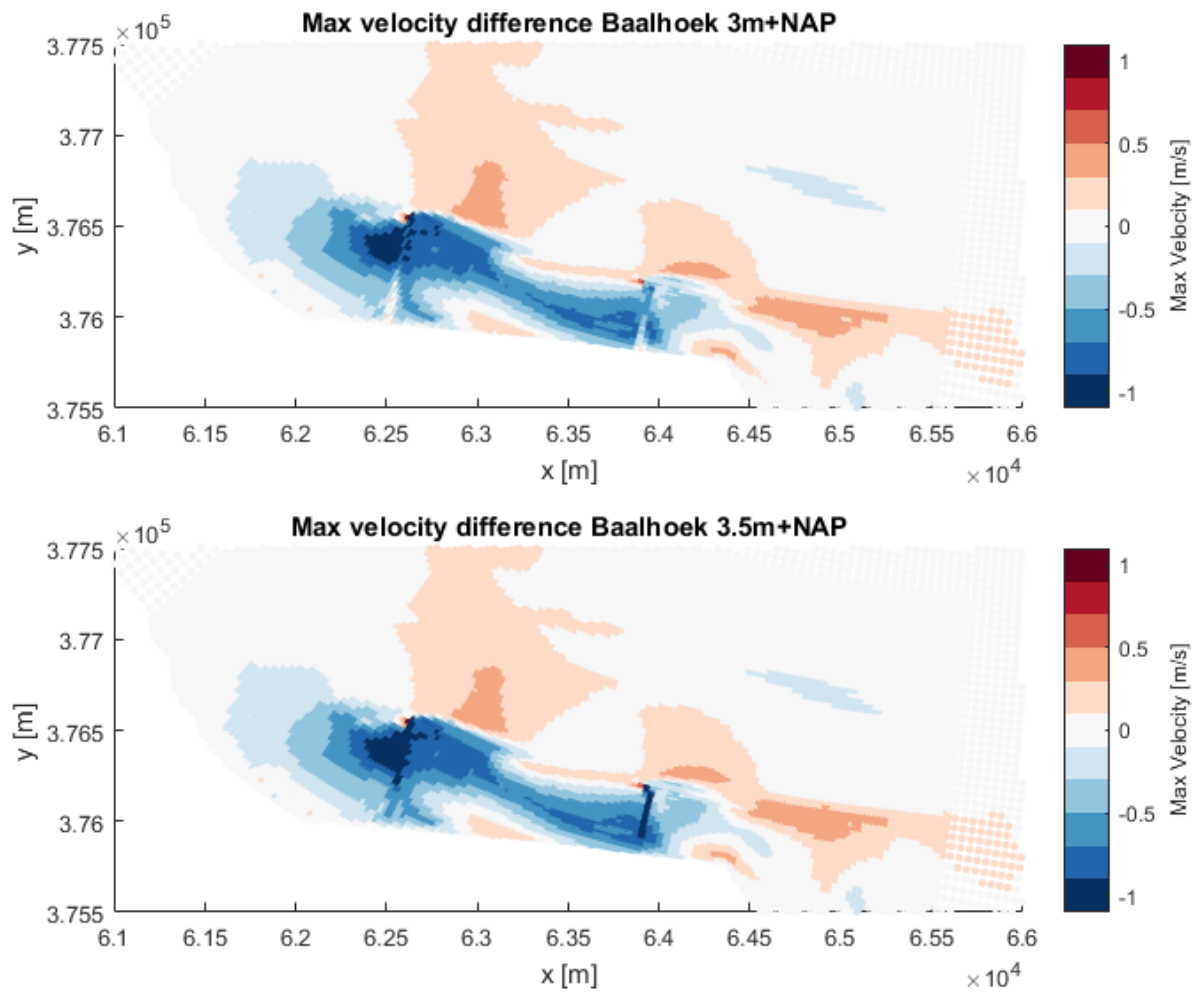 Max velocity difference Baalhoek 3m+NAP
×10^5
3.775
3.77
3.765
3.76
3.755
y [m]
6.1 6.15 6.2 6.25 6.3 6.35 6.4 6.45 6.5 6.55 6.6
x [m]
×10^4
1
0.5
0
-0.5
-1
Max Velocity [m/s]
Max velocity difference Baalhoek 3.5m+NAP
×10^5
3.775
3.77
3.765
3.76
3.755
y [m]
6.1 6.15 6.2 6.25 6.3 6.35 6.4 6.45 6.5 6.55 6.6
x [m]
×10^4
1
0.5
0
-0.5
-1
Max Velocity [m/s]